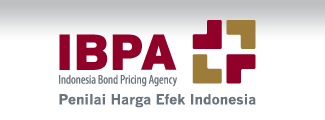 IBPA
Indonesia Bond Pricing Agency
Penilai Harga Efek Indonesia